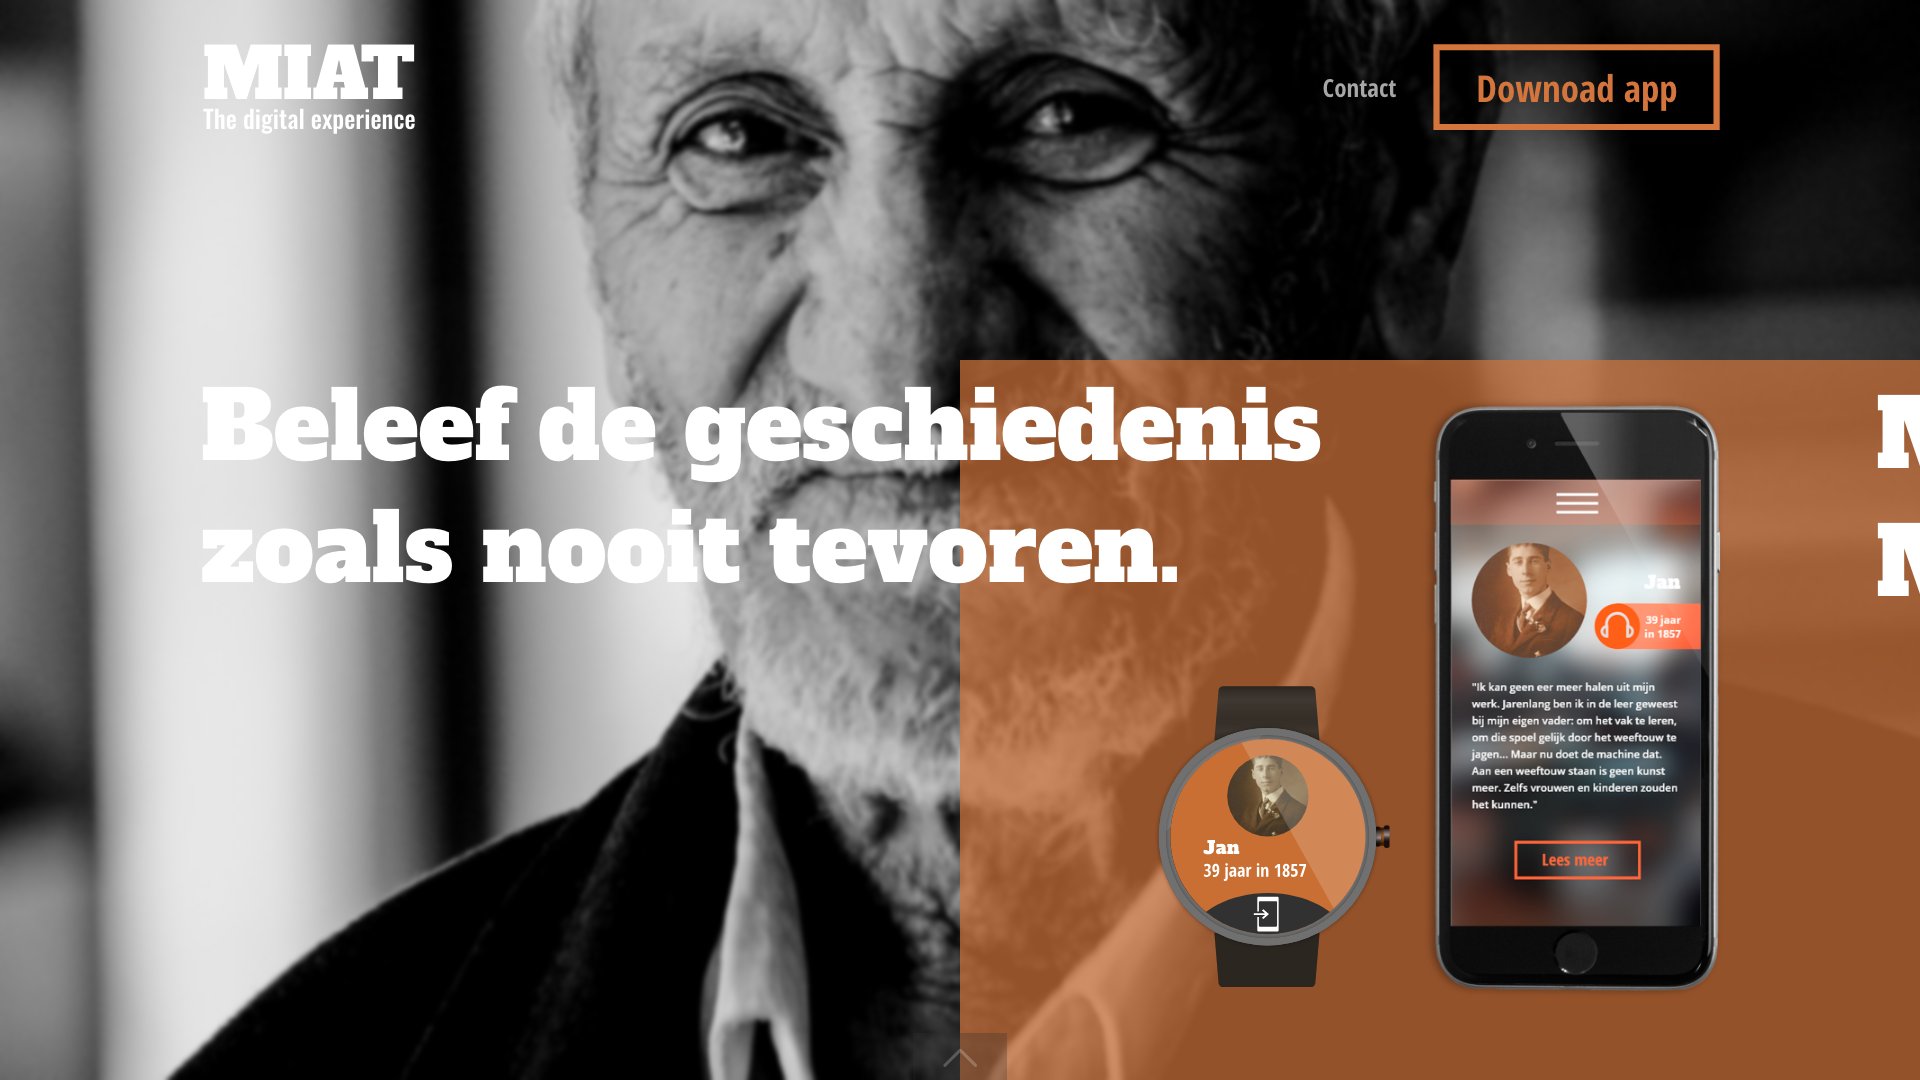 MIAT
The digital experience
Contact
Downoad app
Beleef de geschiedenis
zoals nooit tevoren.
Jan
39 jaar
in 1857
"Ik kan geen eer meer halen uit mijn
werk. Jarenlang ben ik in de leer geweest
bij mijn eigen vader: om het vak te leren,
om die spoel gelijk door het weeftouw te
jagen... Maar nu doet de machine dat.
Aan een weeftouw staan is geen kunst
meer. Zelfs vrouwen en kinderen zouden
het kunnen."
Lees meer
Jan
39 jaar in 1857